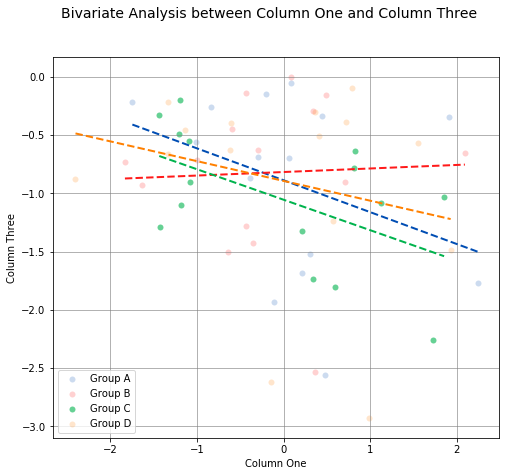 Bivariate Analysis between Column One and Column Three
Column Three
0.0
−0.5
−1.0
−1.5
−2.0
−2.5
−3.0
Group A
Group B
Group C
Group D
−2
−1
0
1
2
Column One